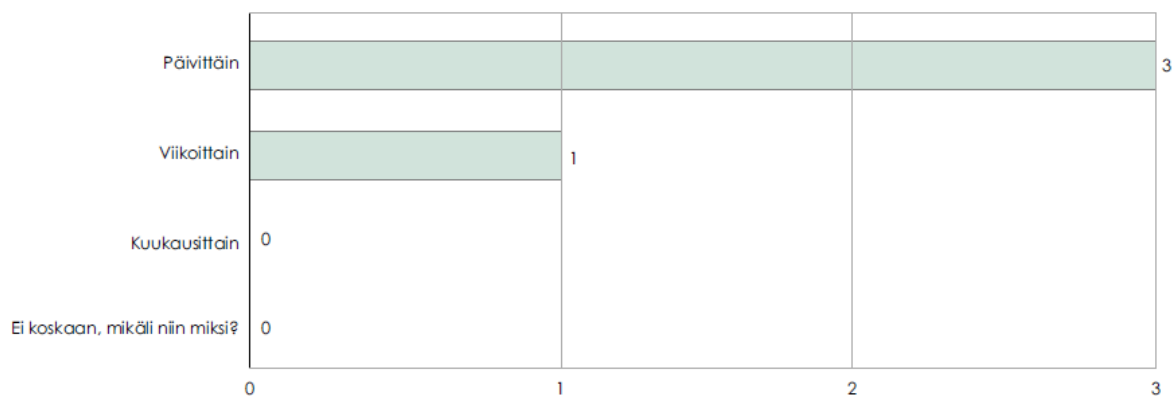 Päivittäin 3
Viikoittain 1
Kuukausittain 0
Ei koskaan, mikäli niin miksi? 0
0 1 2 3